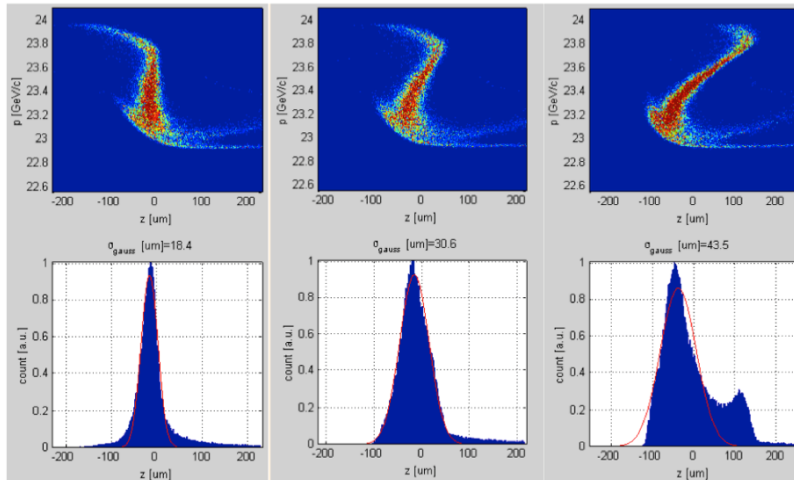 24
23.8
23.6
23.4
23.2
23
22.8
22.6
p [GeV/c]
-200 -100 0 100 200
z [um]
24
23.8
23.6
23.4
23.2
23
22.8
22.6
p [GeV/c]
-200 -100 0 100 200
z [um]
24
23.8
23.6
23.4
23.2
23
22.8
22.6
p [GeV/c]
-200 -100 0 100 200
z [um]
σgauss [um]=18.4
1
0.8
0.6
0.4
0.2
0
count [a.u.]
-200 -100 0 100 200
z [um]
σgauss [um]=30.6
1
0.8
0.6
0.4
0.2
0
count [a.u.]
-200 -100 0 100 200
z [um]
σgauss [um]=43.5
1
0.8
0.6
0.4
0.2
0
count [a.u.]
-200 -100 0 100 200
z [um]